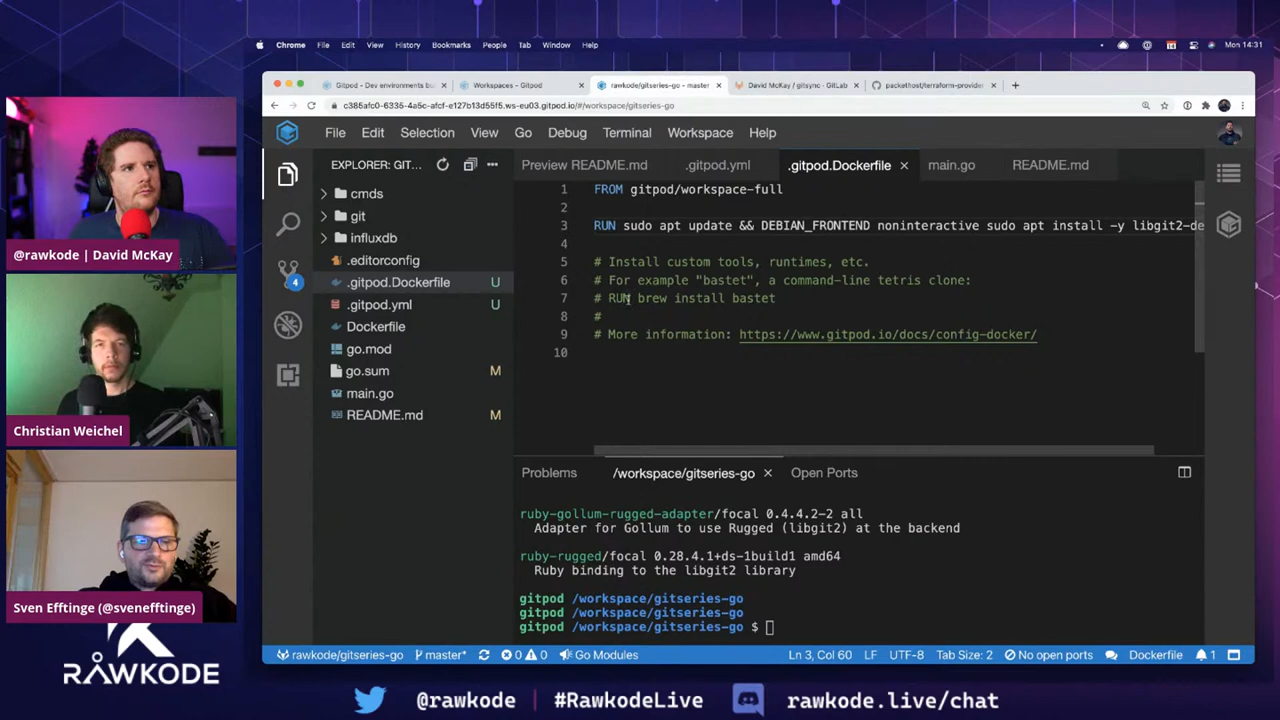 Chrome File Edit View History Bookmarks People Tab Window Help Mon 14:31
Gitpod - Dev environments bu Workspaces - Gitpod rawkode/gitseries-go - master David McKay / gitsync · GitLab packethost/terraform-provider
c385afc0-6335-4a5c-afcf-e127b13d55f5.ws-eu03.gitpod.io/#/workspace/gitseries-go
File Edit Selection View Go Debug Terminal Workspace Help
EXPLORER: GIT... Preview README.md .gitpod.yml .gitpod.Dockerfile main.go README.md
cmds
git
influxdb
.editorconfig
.gitpod.Dockerfile U
.gitpod.yml U
Dockerfile
go.mod
go.sum M
main.go
README.md M
4
1 FROM gitpod/workspace-full
2
3 RUN sudo apt update && DEBIAN_FRONTEND noninteractive sudo apt install -y libgit2-de
4
5 # Install custom tools, runtimes, etc.
6 # For example "bastet", a command-line tetris clone:
7 # RUN brew install bastet
8 #
9 # More information: https://www.gitpod.io/docs/config-docker/
10
Problems /workspace/gitseries-go Open Ports
ruby-gollum-rugged-adapter/focal 0.4.4.2-2 all
Adapter for Gollum to use Rugged (libgit2) at the backend
ruby-rugged/focal 0.28.4.1+ds-1build1 amd64
Ruby binding to the libgit2 library
gitpod /workspace/gitseries-go
gitpod /workspace/gitseries-go
gitpod /workspace/gitseries-go $
rawkode/gitseries-go master* 0 0 Go Modules Ln 3, Col 60 LF UTF-8 Tab Size: 2 No open ports Dockerfile 1
@rawkode | David McKay
Christian Weichel
Sven Efftinge (@svenefftinge)
RAWKODE
@rawkode #RawkodeLive rawkode.live/chat